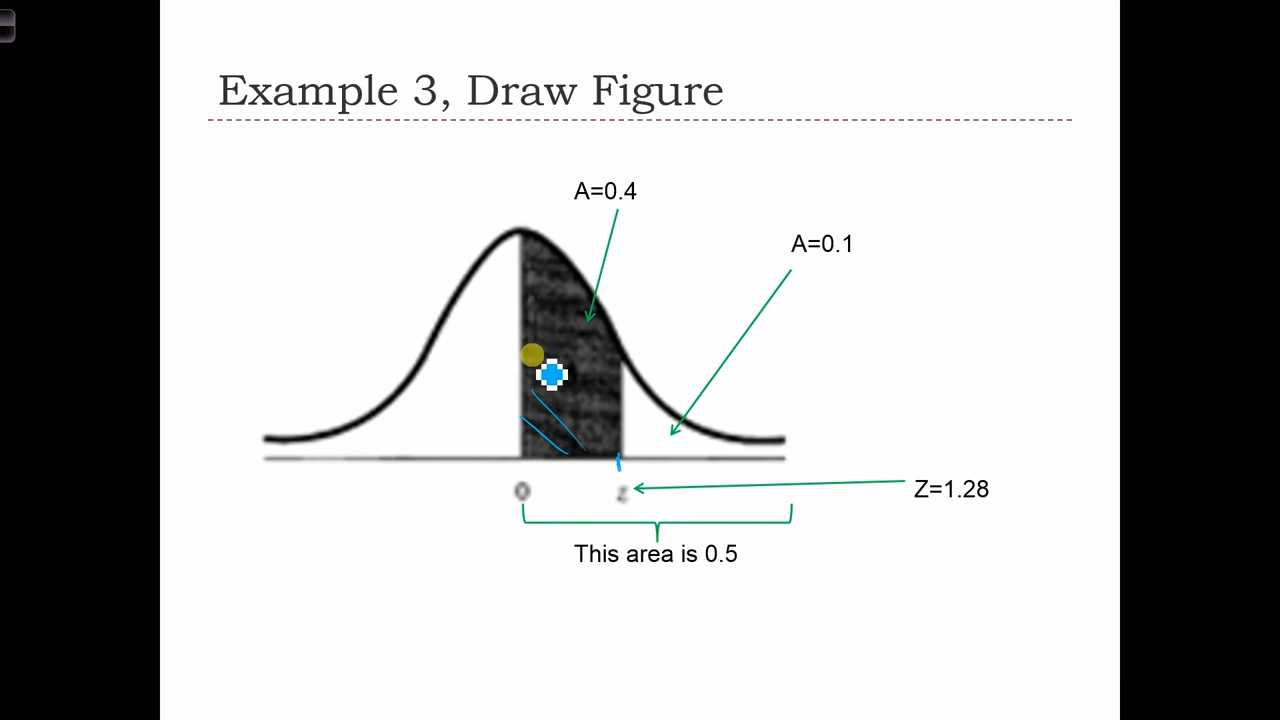 Example 3, Draw Figure
A=0.4
A=0.1
0
z
Z=1.28
This area is 0.5